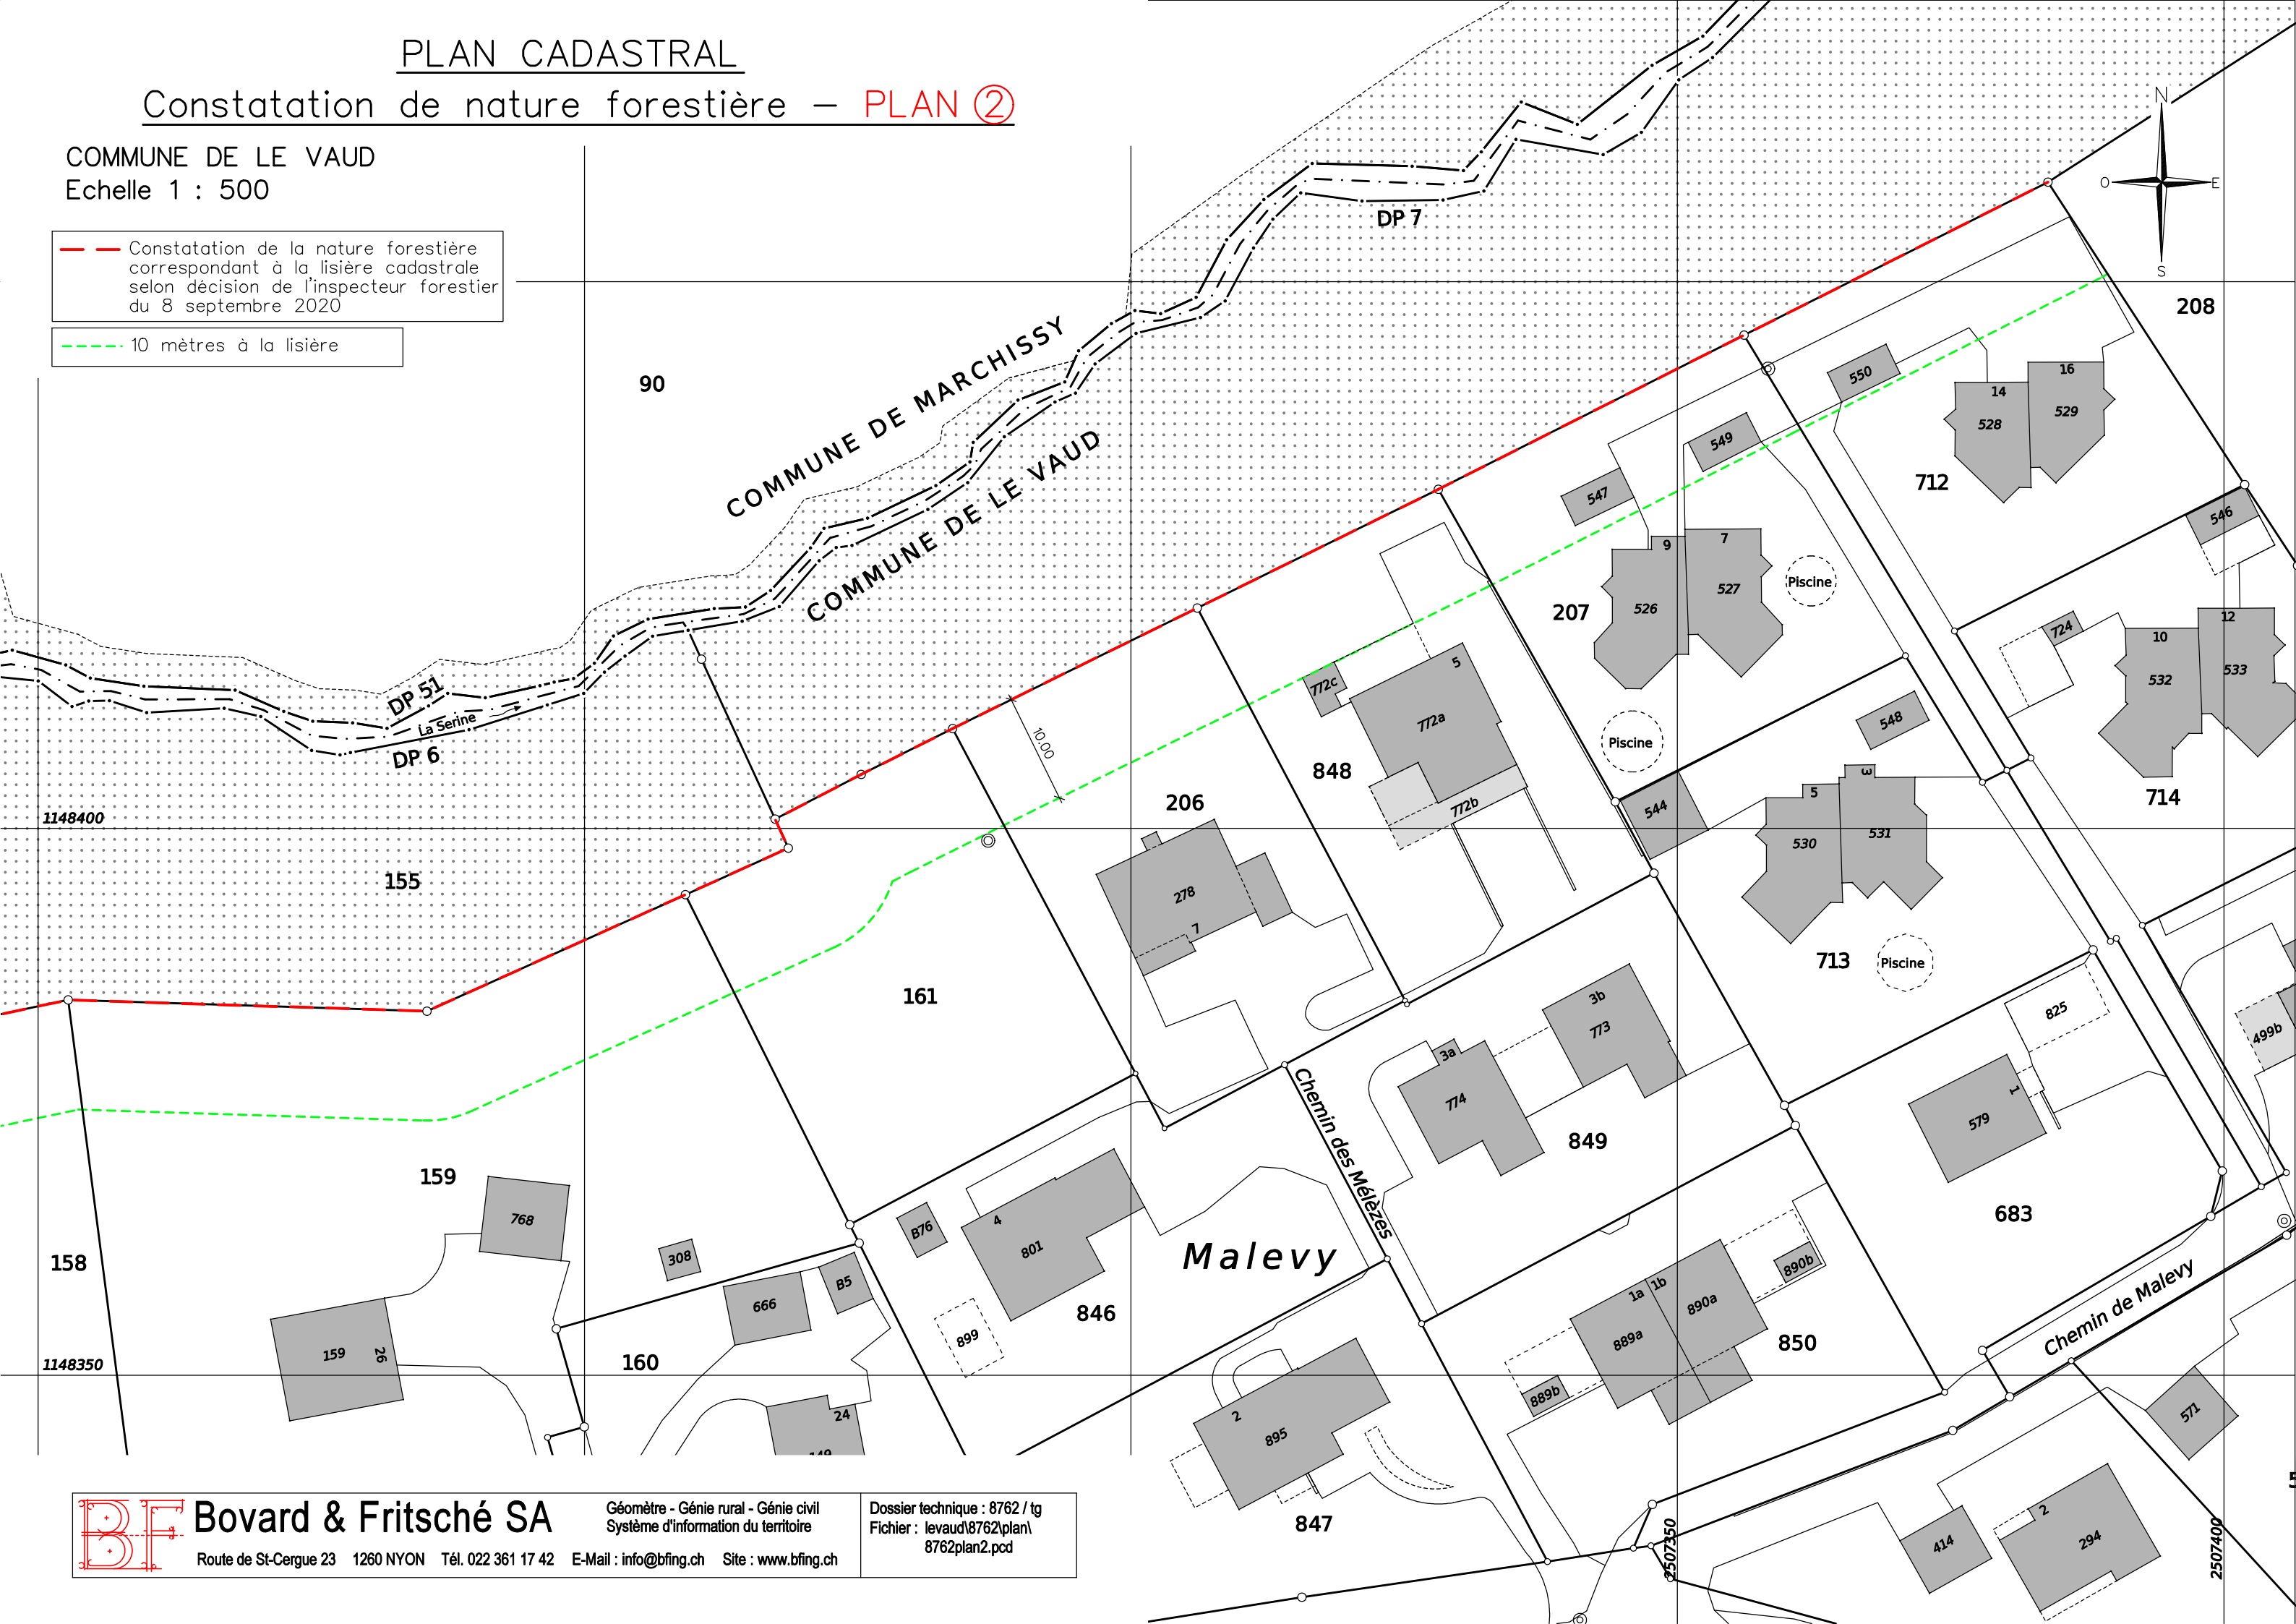 PLAN CADASTRAL
Constatation de nature forestière – PLAN ②
COMMUNE DE LE VAUD
Echelle 1 : 500
Constatation de la nature forestière
correspondant à la lisière cadastrale
selon décision de l'inspecteur forestier
du 8 septembre 2020
10 mètres à la lisière
N
O
E
S
DP 7
208
90
COMMUNE DE MARCHISSY
COMMUNE DE LE VAUD
16
14
529
528
550
549
547
712
546
9
7
526
527
Piscine
207
724
10
12
532
533
714
DP 51
La Serine
DP 6
10.00
772c
5
772a
772b
848
Piscine
548
544
3
5
530
531
713
Piscine
206
278
7
1148400
155
161
3b
773
3a
774
849
825
499b
579
1
683
Chemin des Mélèzes
159
768
308
158
B76
4
801
Malevy
846
899
666
B5
159
26
160
1148350
24
149
1a
1b
889a
890a
890b
889b
850
Chemin de Malevy
2
895
847
571
2
294
414
5
2507350
2507400
BF
Bovard & Fritsché SA
Géomètre - Génie rural - Génie civil
Système d'information du territoire
Route de St-Cergue 23 1260 NYON Tél. 022 361 17 42 E-Mail : info@bfing.ch Site : www.bfing.ch
Dossier technique : 8762 / tg
Fichier : levaud\8762\plan\
8762plan2.pcd